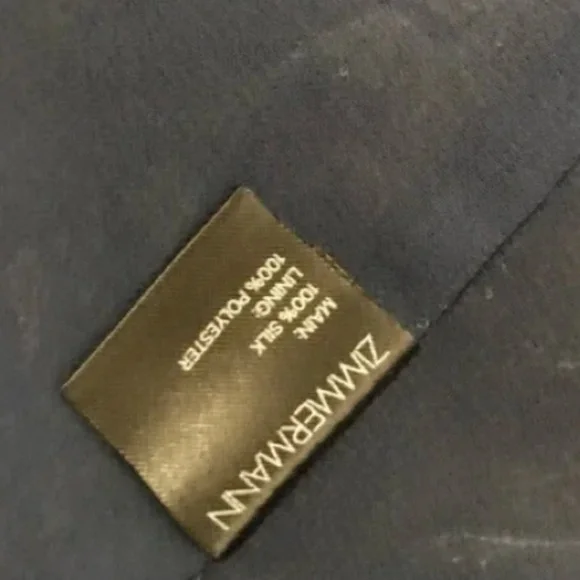 ZIMMERMANN
MAIN:
100% SILK
LINING:
100% POLYESTER